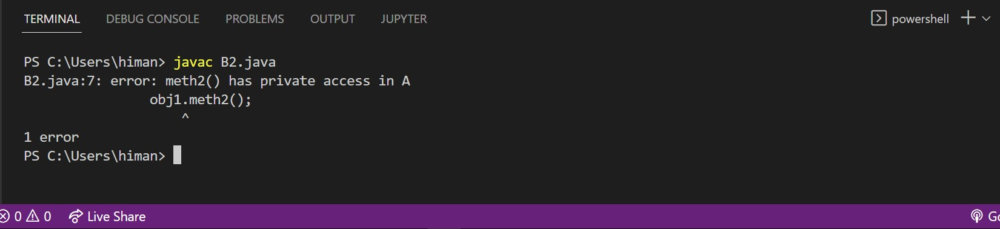 TERMINAL DEBUG CONSOLE PROBLEMS OUTPUT JUPYTER powershell
PS C:\Users\himan> javac B2.java
B2.java:7: error: meth2() has private access in A
obj1.meth2();
^
1 error
PS C:\Users\himan>
0 0 Live Share